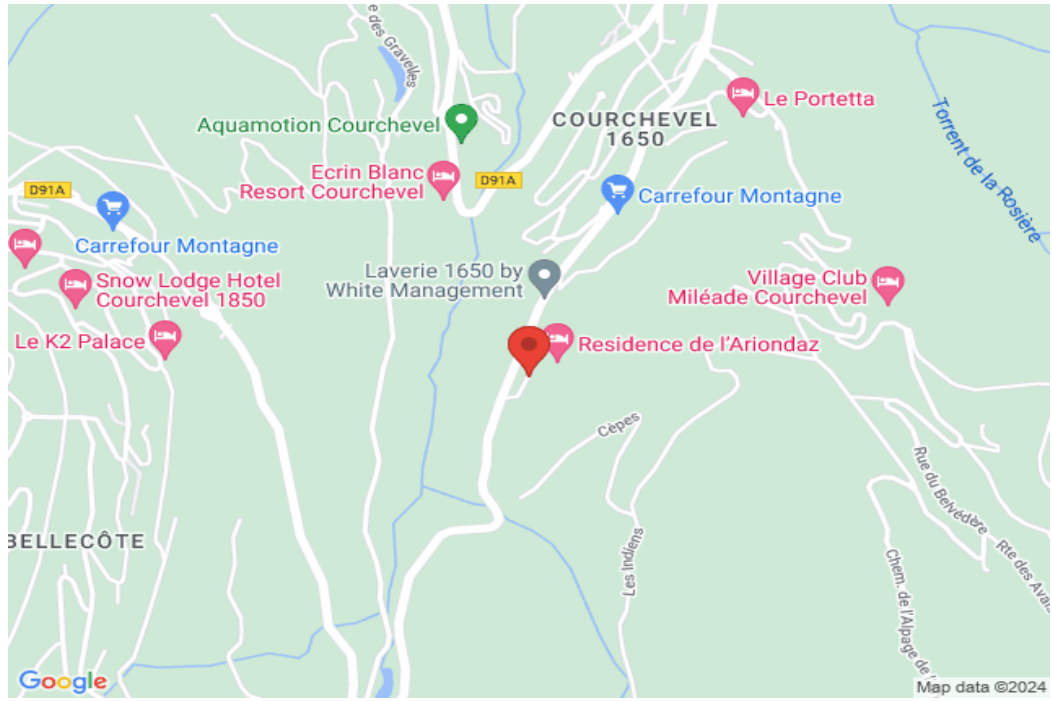 e des Gravelles
Aquamotion Courchevel
COURCHEVEL
1650
Le Portetta
Torrent de la Rosière
Ecrin Blanc
Resort Courchevel
D91A
D91A
Carrefour Montagne
Carrefour Montagne
Snow Lodge Hotel
Courchevel 1850
Laverie 1650 by
White Management
Village Club
Miléade Courchevel
Le K2 Palace
Residence de l'Ariondaz
Cèpes
Rue du Belvédère
BELLECÔTE
Les Indiens
Chem. de l'Alpage de l
Rte des Avals
Google
Map data ©2024